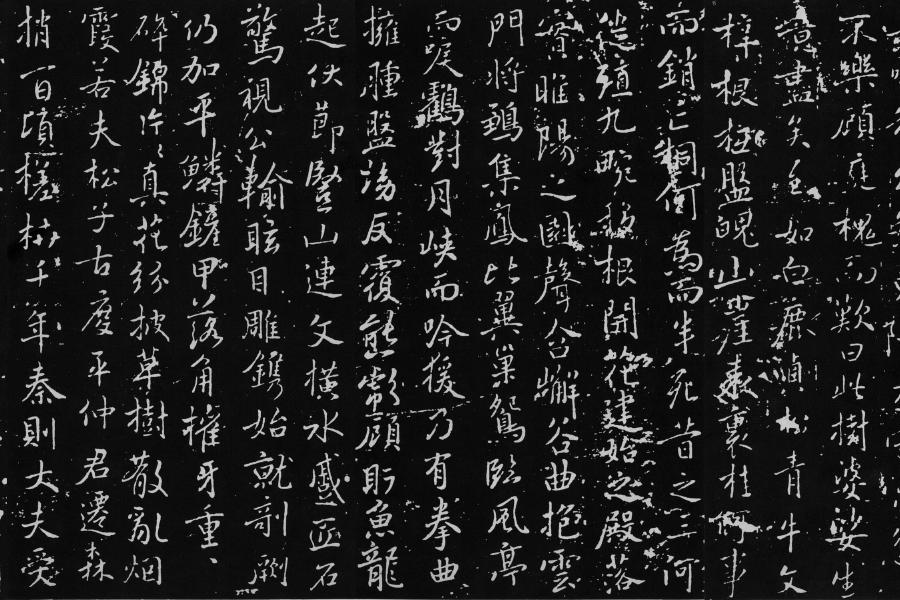 不樂顧庭槐而歎曰此樹婆娑生
意盡矣至如白鹿貞松青牛文
梓根柢盤魄山崖表裏桂何事
而銷亡桐何為而半死昔之三河
徙殖九畹移根開花建始之殿落
實睢陽之園聲含嶰谷曲抱雲
門將鶵集鳳比翼巢鴛臨風亭
而唳鶴對月峽而吟猨乃有拳曲
擁腫盤坳反覆熊彪顧盻魚龍
起伏節豎山連文橫水蹙匠石
驚視公輸眩目雕鐫始就剞劂
仍加平鱗鏟甲落角摧牙重々
碎錦片々真花紛披草樹散亂烟
霞若夫松子古度平仲君遷森
梢百頃槎枿千年秦則大夫受